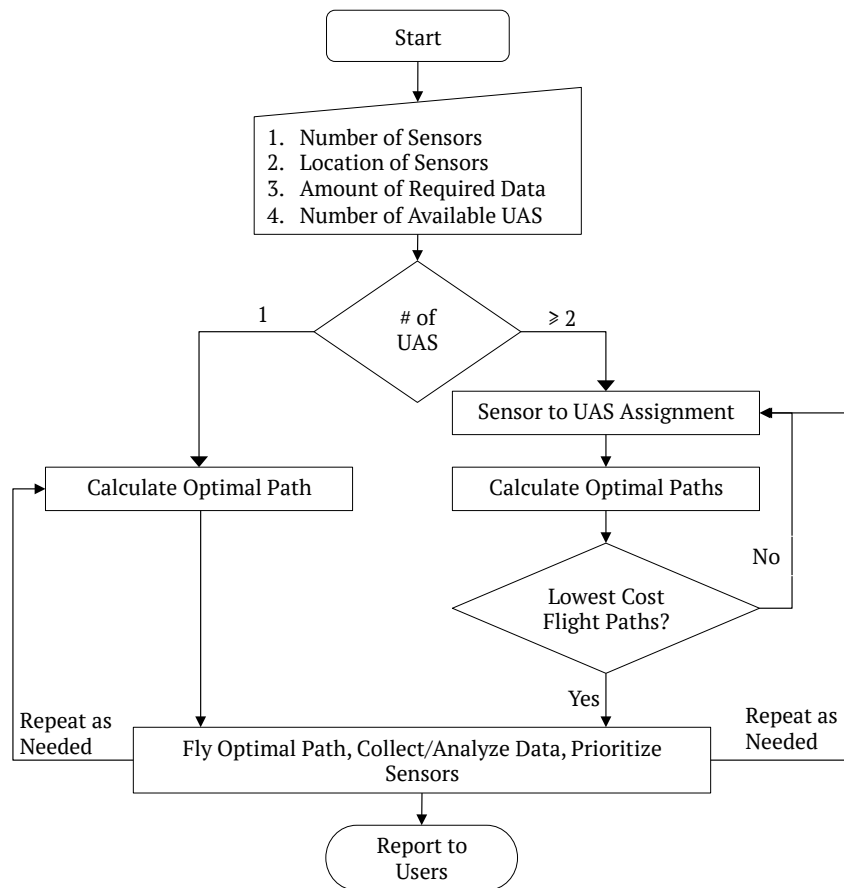 Start
1. Number of Sensors
2. Location of Sensors
3. Amount of Required Data
4. Number of Available UAS
1
# of
UAS
⩾ 2
Sensor to UAS Assignment
Calculate Optimal Path
Calculate Optimal Paths
No
Lowest Cost
Flight Paths?
Yes
Repeat as
Needed
Repeat as
Needed
Fly Optimal Path, Collect/Analyze Data, Prioritize
Sensors
Report to
Users